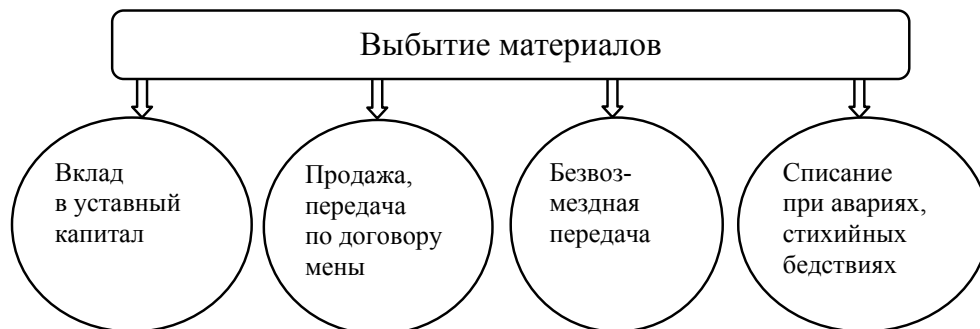 Выбытие материалов
Вклад
в уставный
капитал
Продажа,
передача
по договору
мены
Безвоз-
мездная
передача
Списание
при авариях,
стихийных
бедствиях